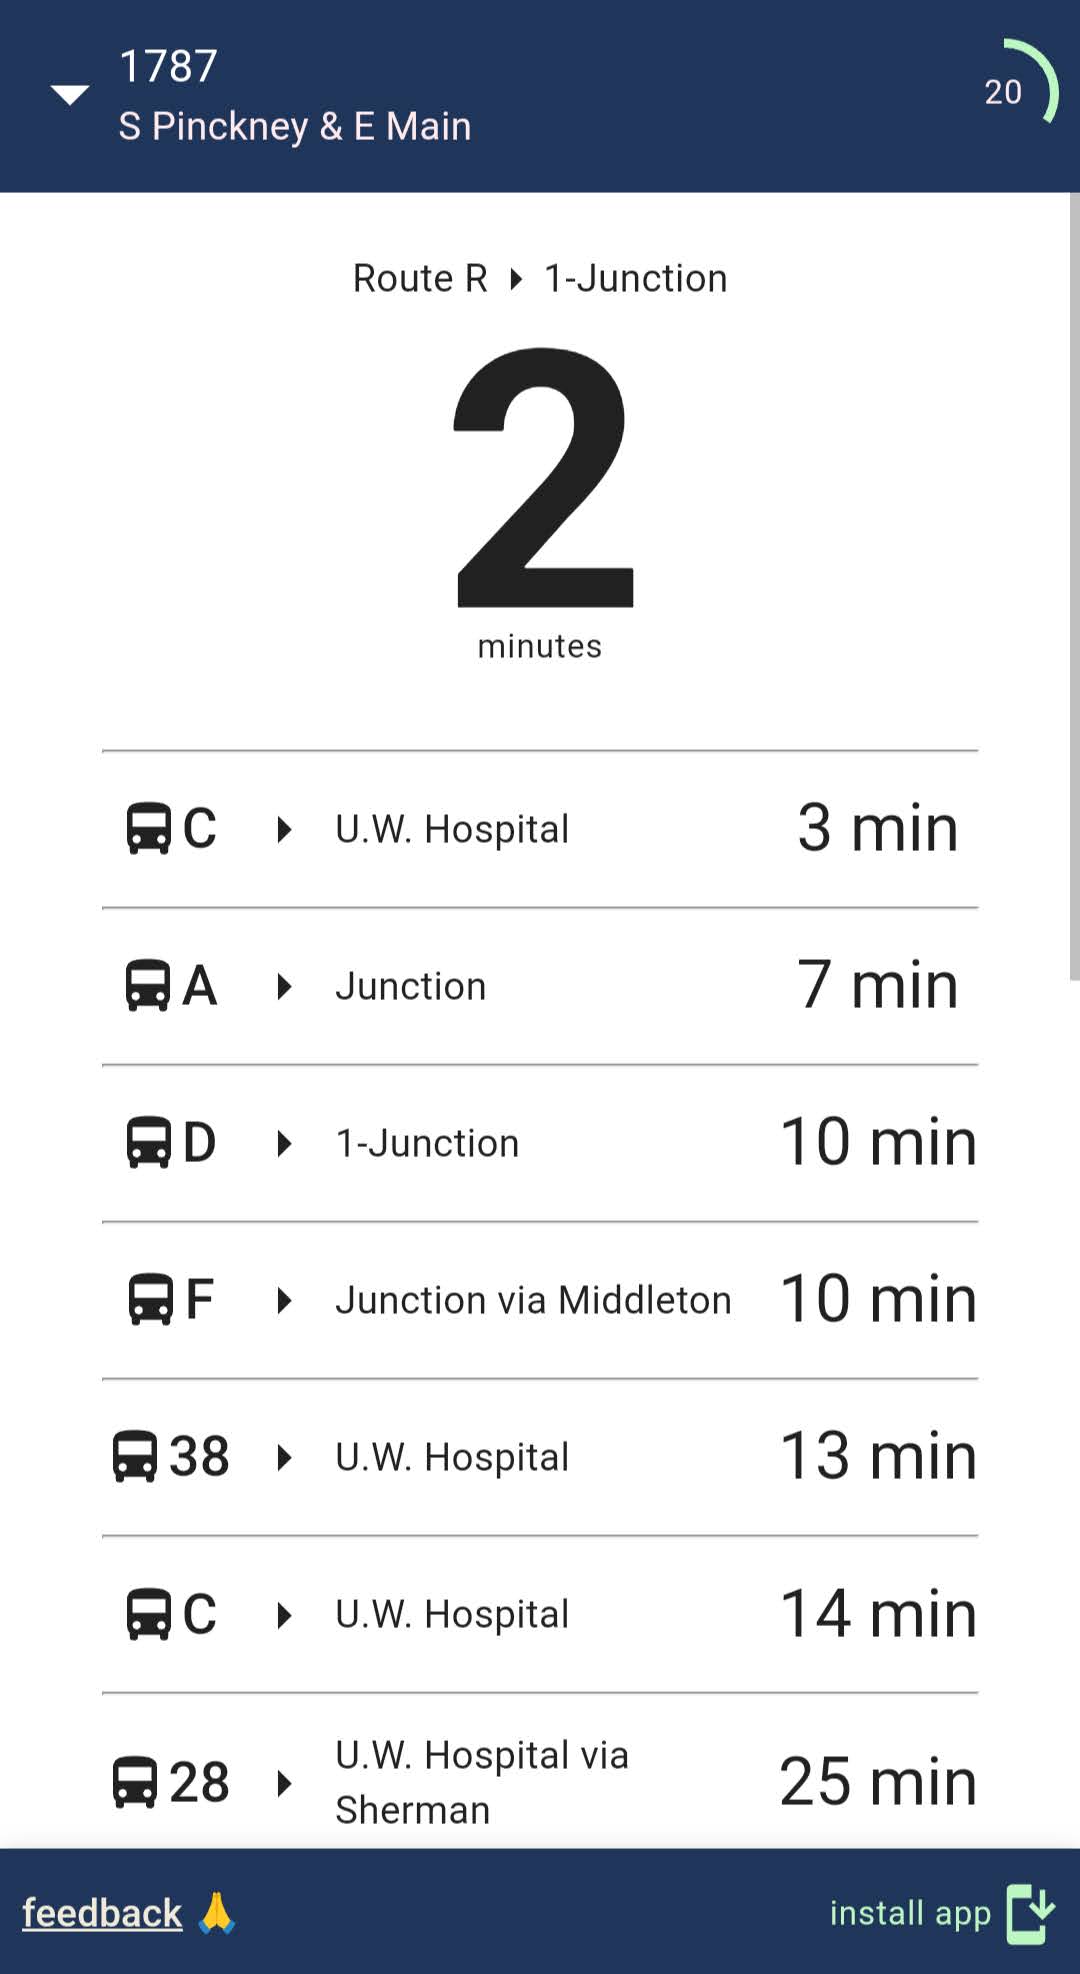 1787
S Pinckney & E Main
20
Route R 1-Junction
2
minutes
C U.W. Hospital 3 min
A Junction 7 min
D 1-Junction 10 min
F Junction via Middleton 10 min
38 U.W. Hospital 13 min
C U.W. Hospital 14 min
28 U.W. Hospital via
Sherman 25 min
feedback 🙏
install app